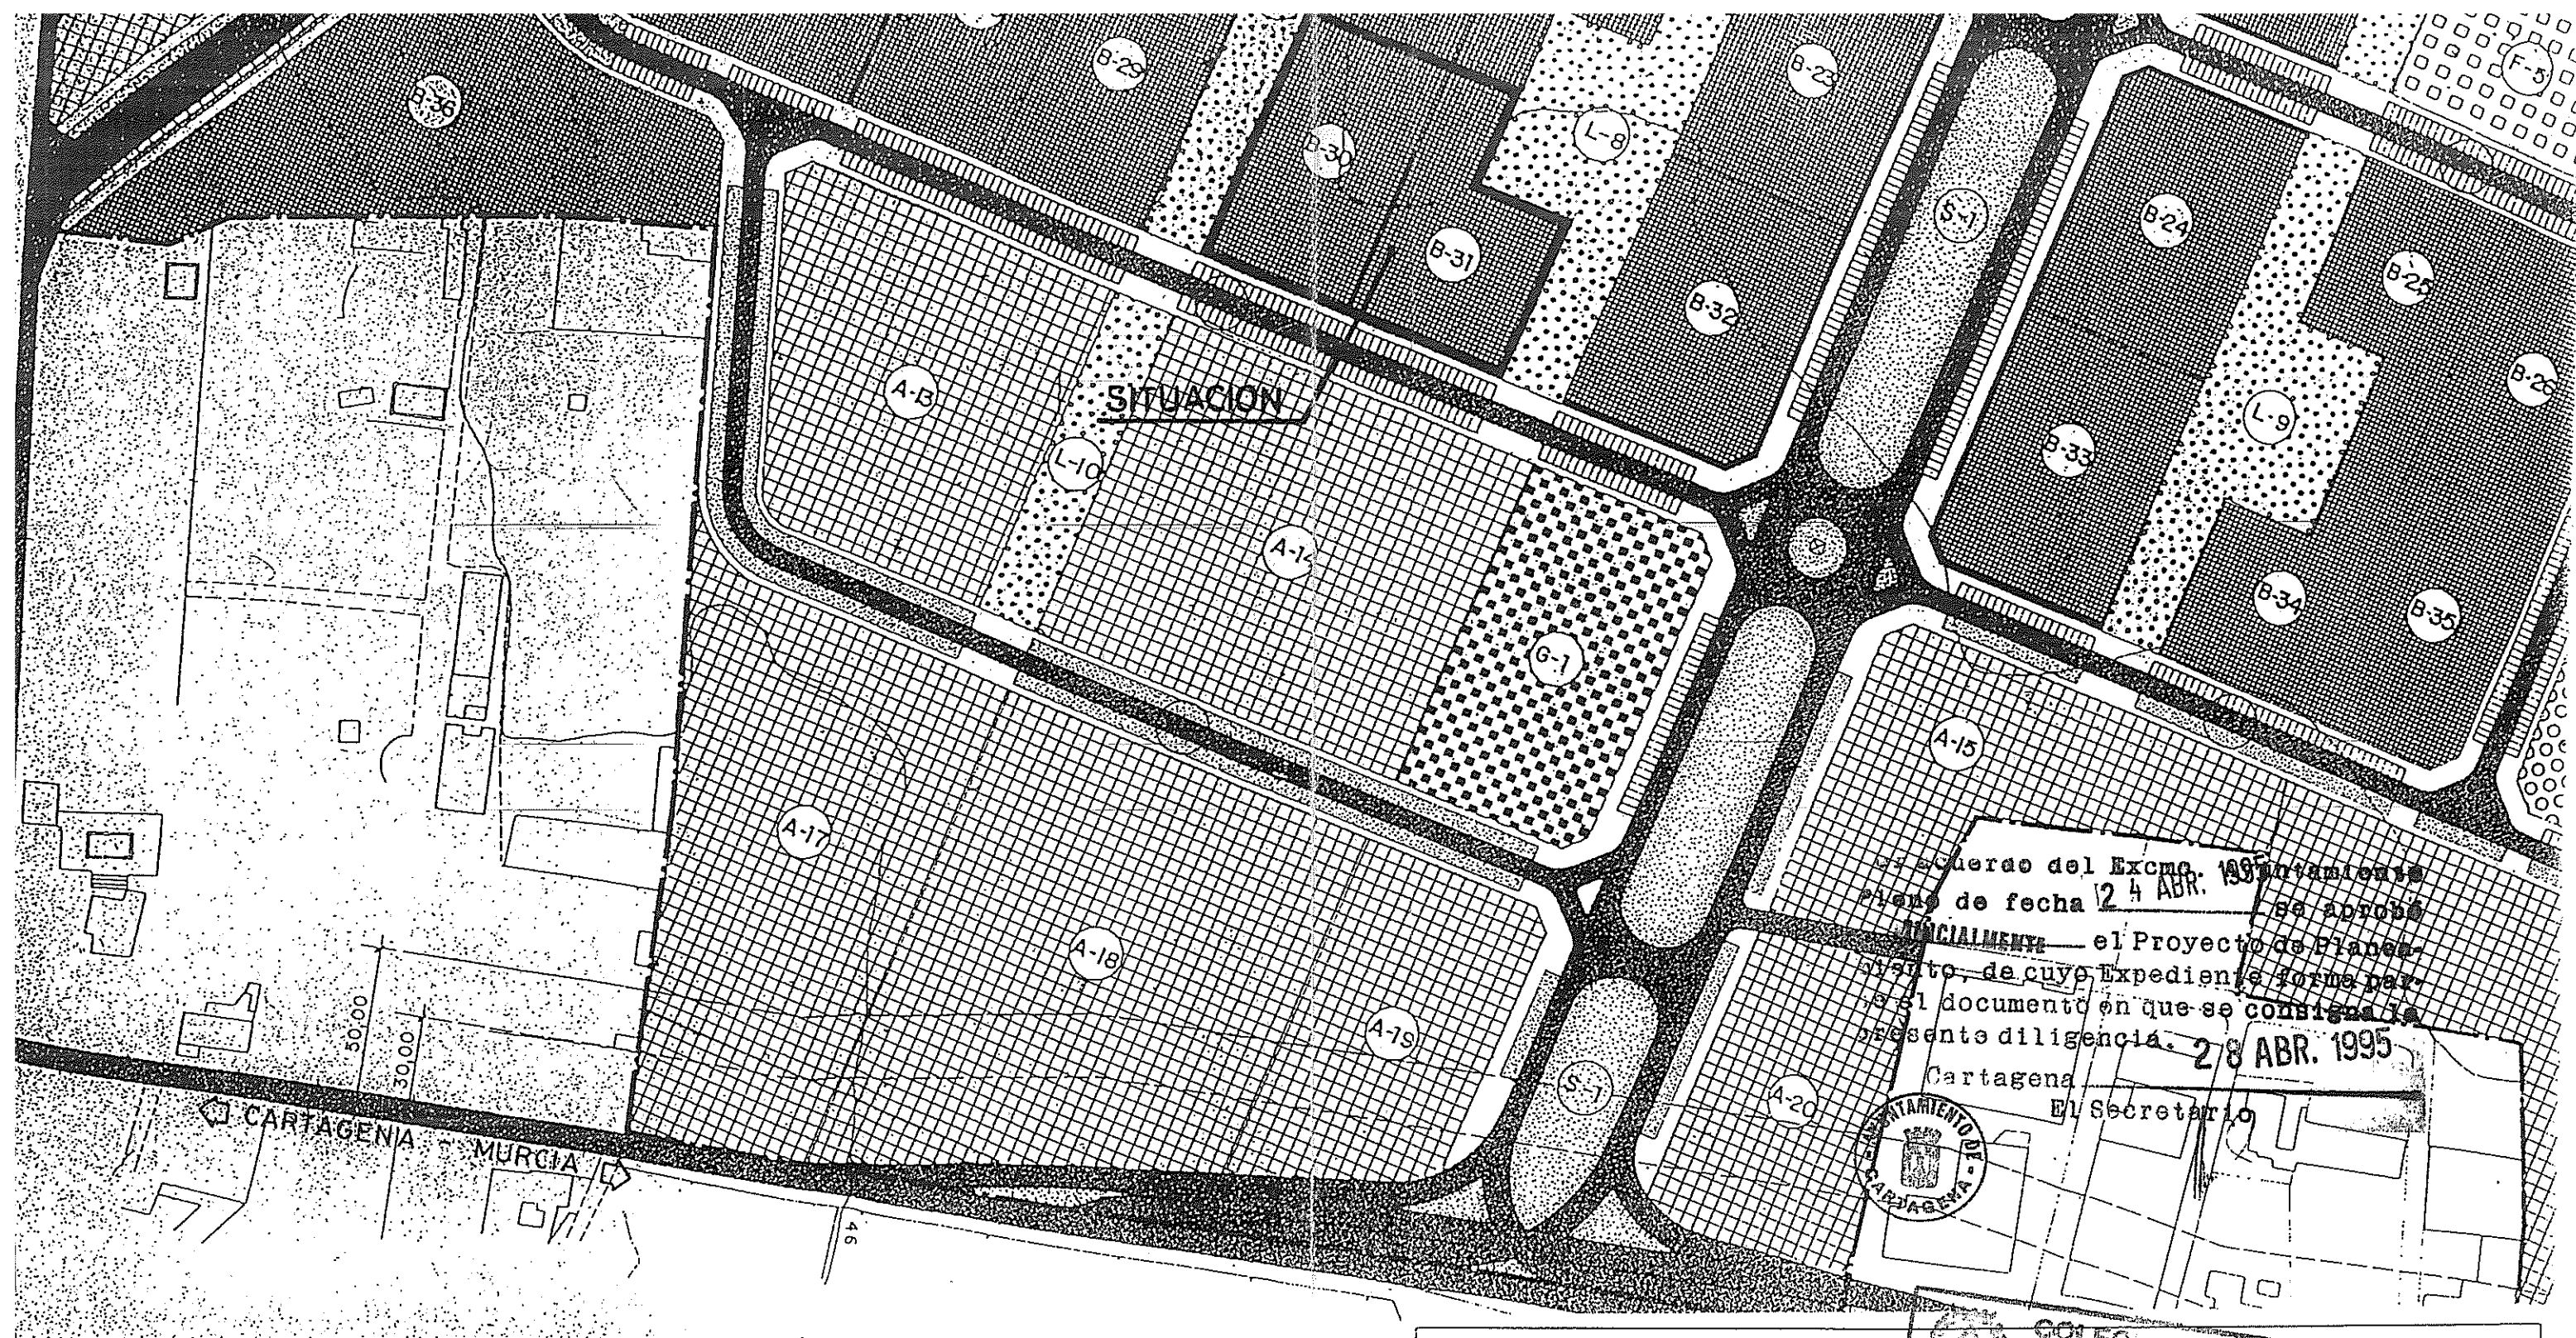 B-29
B-23
F-5
B-36
L-8
B-30
S-1
B-24
B-31
B-25
B-32
B-26
A-13
SITUACION
L-9
B-33
L-10
A-14
B-34
B-35
G-1
A-15
A-17
A-18
A-19
S-1
A-20
50.00
30.00
CARTAGENA - MURCIA
46
acuerdo del Excmo. Ayuntamiento
pleno de fecha 24 ABR. 1995 se aprobó
INICIALMENTE el Proyecto de Planea-
miento, de cuyo Expediente forma par-
el documento en que se consigna la
presente diligencia. 28 ABR. 1995
Cartagena
El Secretario
AYUNTAMIENTO DE - CARTAGENA -